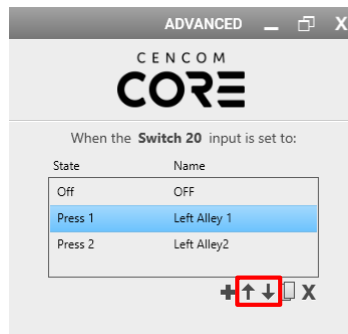 ADVANCED
CENCOM
CORE
When the Switch 20 input is set to:
State Name
Off OFF
Press 1 Left Alley 1
Press 2 Left Alley2